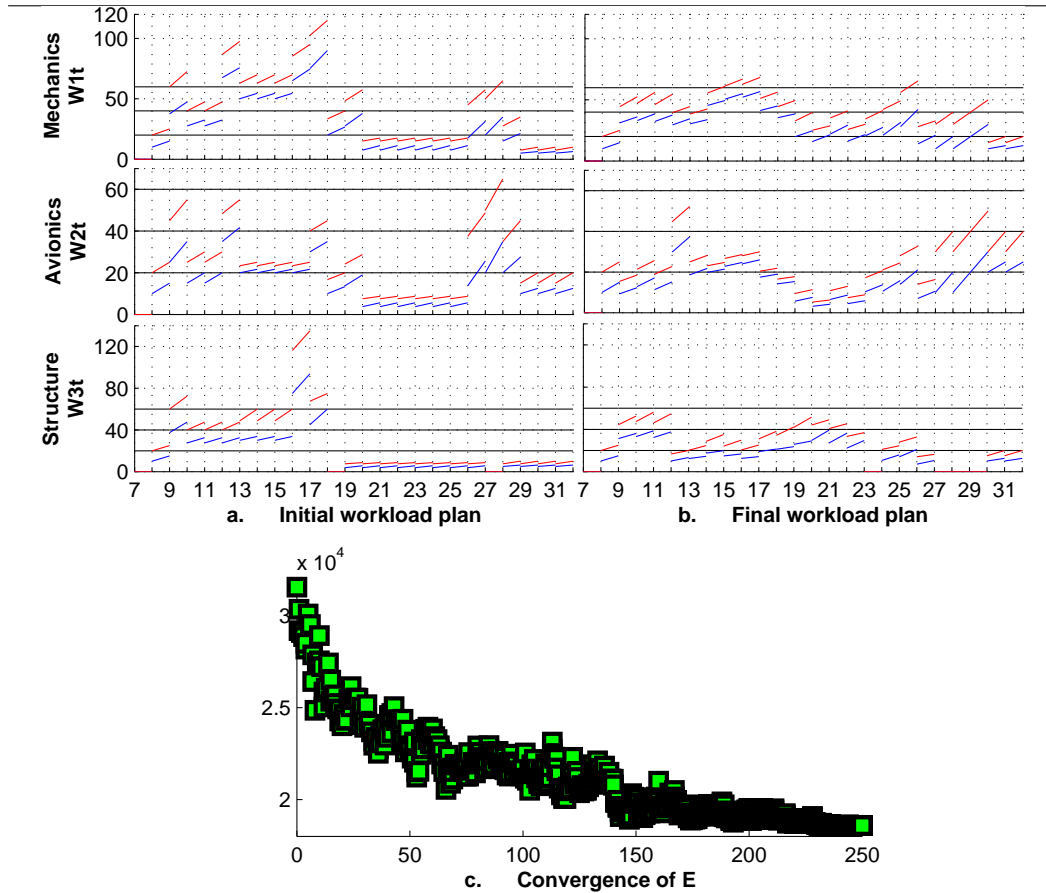 120
100
50
0
Mechanics
W1t
60
40
20
0
Avionics
W2t
120
80
40
0
Structure
W3t
7 9 11 13 15 17 19 21 23 25 27 29 31 7 9 11 13 15 17 19 21 23 25 27 29 31
a. Initial workload plan b. Final workload plan
x 10^4
3
2.5
2
0 50 100 150 200 250
c. Convergence of E